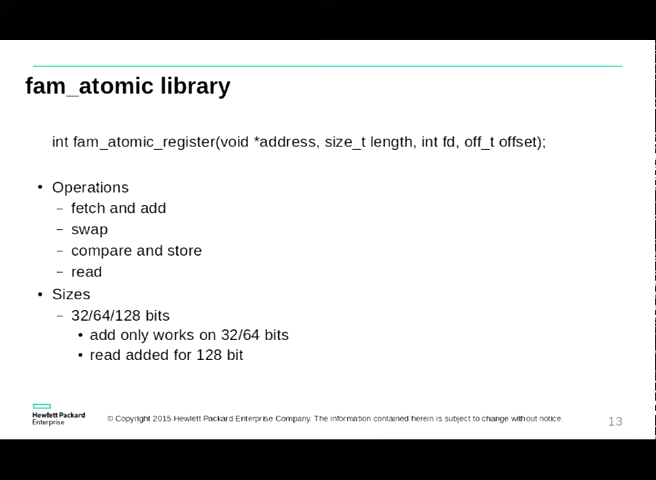 fam_atomic library
int fam_atomic_register(void *address, size_t length, int fd, off_t offset);
• Operations
– fetch and add
– swap
– compare and store
– read
• Sizes
– 32/64/128 bits
• add only works on 32/64 bits
• read added for 128 bit
Hewlett Packard
Enterprise
© Copyright 2015 Hewlett Packard Enterprise Company. The information contained herein is subject to change without notice.
13